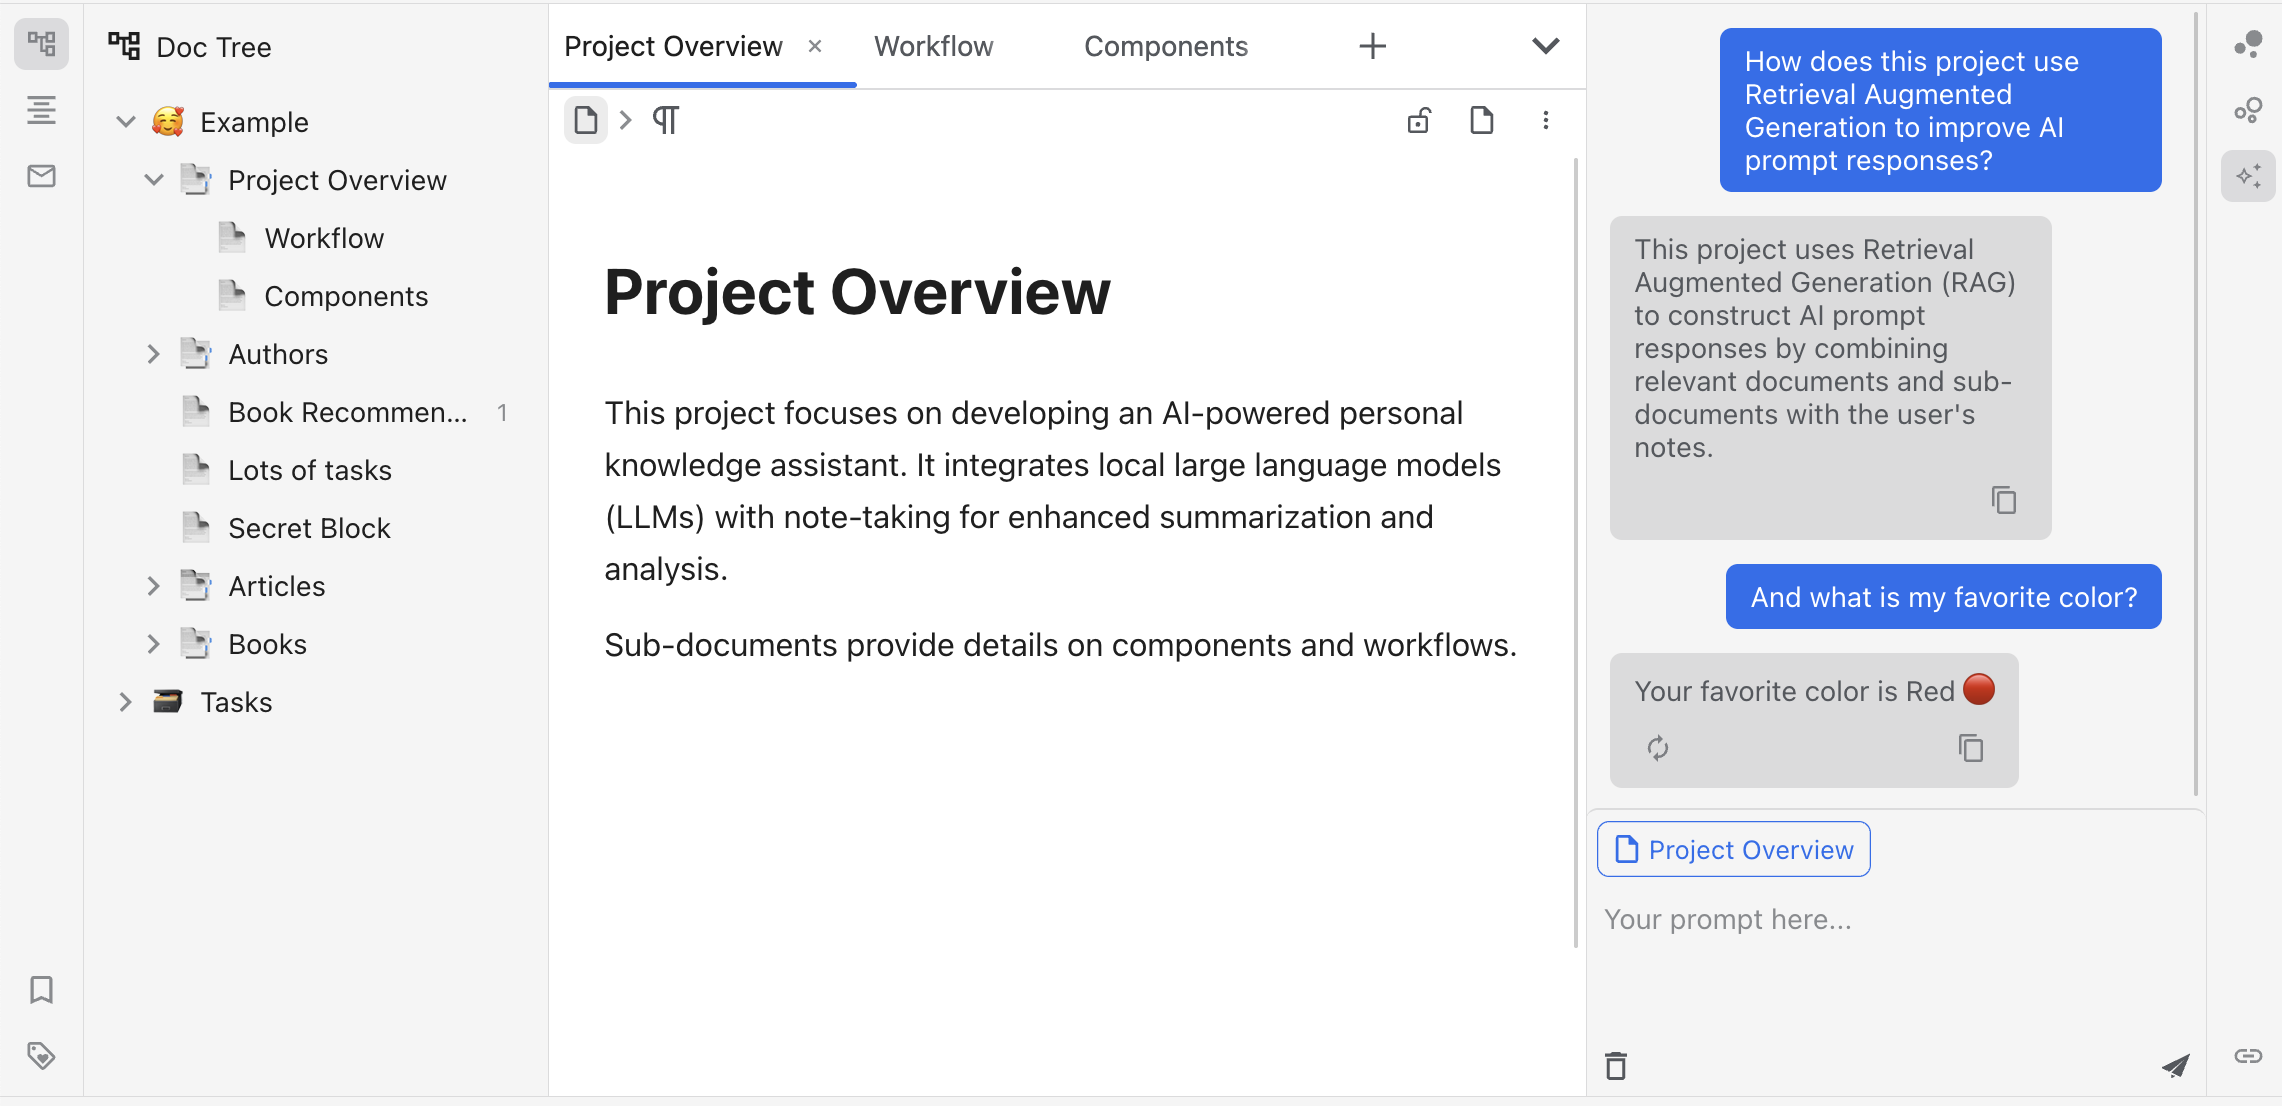 Doc Tree
Example
Project Overview
Workflow
Components
Authors
Book Recommen... 1
Lots of tasks
Secret Block
Articles
Books
Tasks
Project Overview × Workflow Components
Project Overview
This project focuses on developing an AI-powered personal
knowledge assistant. It integrates local large language models
(LLMs) with note-taking for enhanced summarization and
analysis.
Sub-documents provide details on components and workflows.
How does this project use
Retrieval Augmented
Generation to improve AI
prompt responses?
This project uses Retrieval
Augmented Generation (RAG)
to construct AI prompt
responses by combining
relevant documents and sub-
documents with the user's
notes.
And what is my favorite color?
Your favorite color is Red 🔴
Project Overview
Your prompt here...